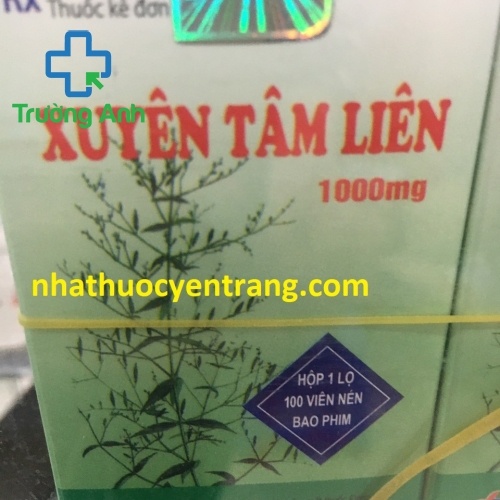 Rx Thuốc kê đơn
Trường Anh
XUYÊN TÂM LIÊN
1000mg
nhathuocyentrang.com
HỘP 1 LỌ
100 VIÊN NÉN
BAO PHIM